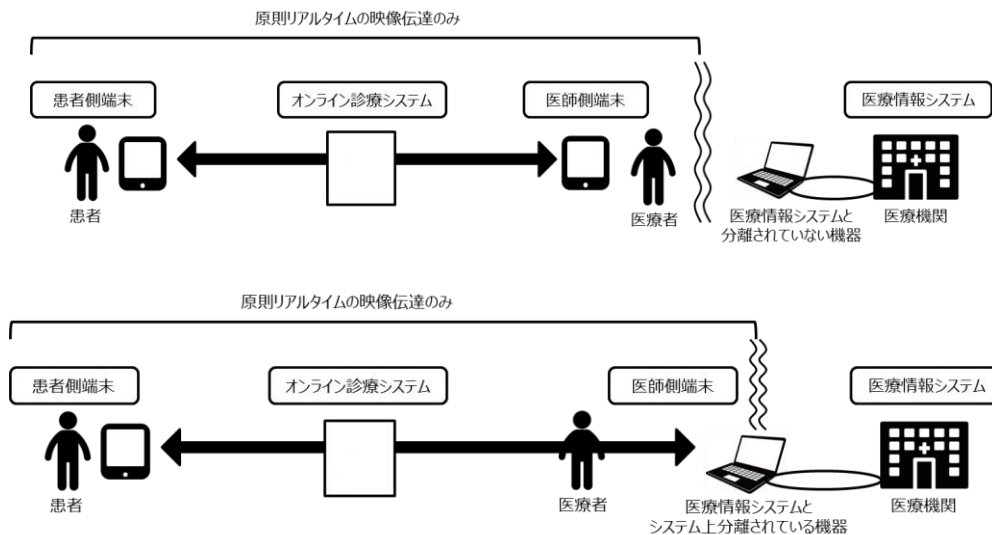 原則リアルタイムの映像伝達のみ
患者側端末
オンライン診療システム
医師側端末
医療情報システム
患者
医療者
医療情報システムと
分離されていない機器
医療機関
原則リアルタイムの映像伝達のみ
患者側端末
オンライン診療システム
医師側端末
医療情報システム
患者
医療者
医療情報システムと
システム上分離されている機器
医療機関